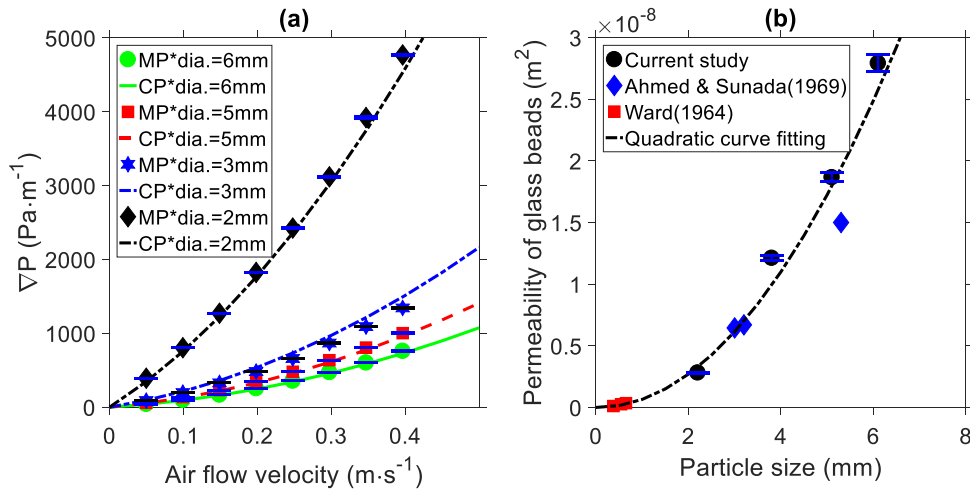 (a)
5000
4000
3000
2000
1000
0
∇P (Pa·m⁻¹)
MP*dia.=6mm
CP*dia.=6mm
MP*dia.=5mm
CP*dia.=5mm
MP*dia.=3mm
CP*dia.=3mm
MP*dia.=2mm
CP*dia.=2mm
0 0.1 0.2 0.3 0.4
Air flow velocity (m·s⁻¹)
(b)
×10⁻⁸
3
2.5
2
1.5
1
0.5
0
Permeability of glass beads (m²)
Current study
Ahmed & Sunada(1969)
Ward(1964)
Quadratic curve fitting
0 2 4 6 8
Particle size (mm)